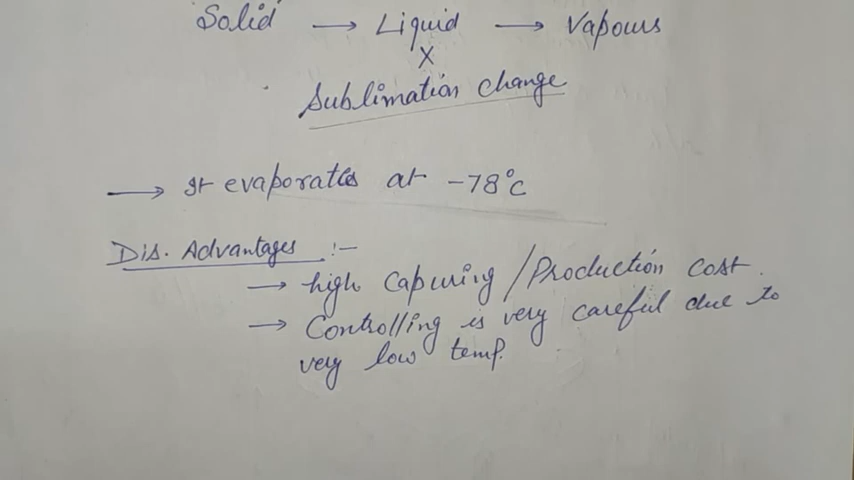 Solid → Liquid → Vapours
X
Sublimation change
→ It evaporates at -78°C
Dis. Advantages :-
→ high Capuring / Production cost.
→ Controlling is very careful due to
very low temp.